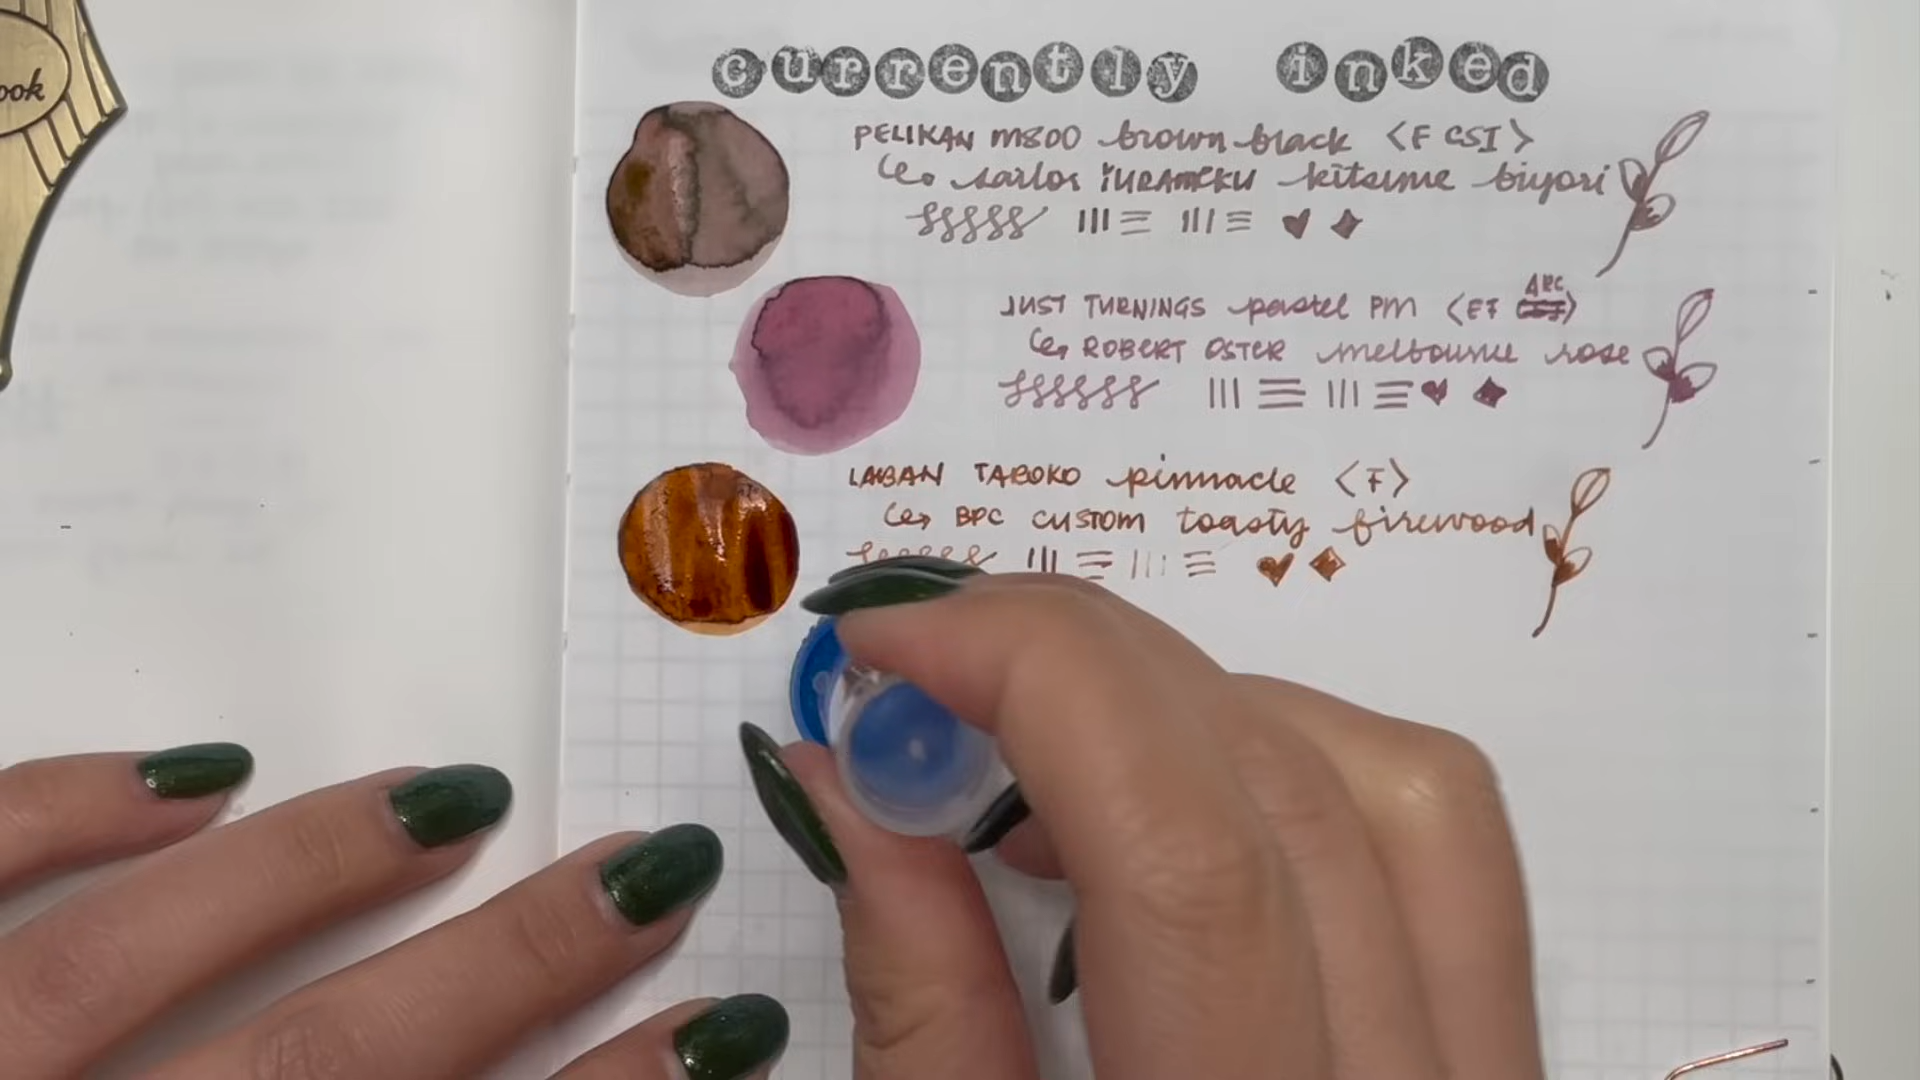 ook
currently inked
PELIKAN m800 brown black <F CSI>
sailor YURAMEKU kitsune biyori
JUST TURNINGS pastel PM <EF ARC>
ROBERT OSTER melbourne rose
LABAN TABOKO pinnacle <F>
BPC CUSTOM toasty firewood